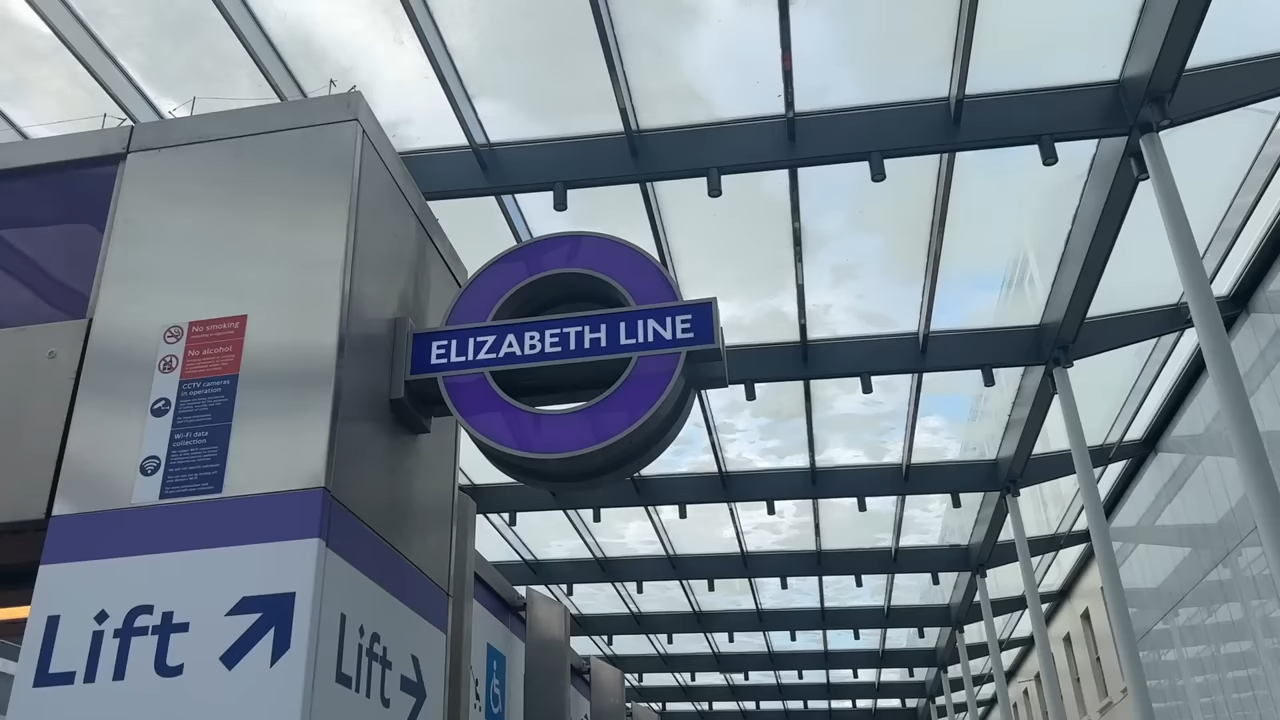 ELIZABETH LINE
No smoking
No alcohol
CCTV cameras
in operation
Wi-Fi data
collection
Lift
Lift